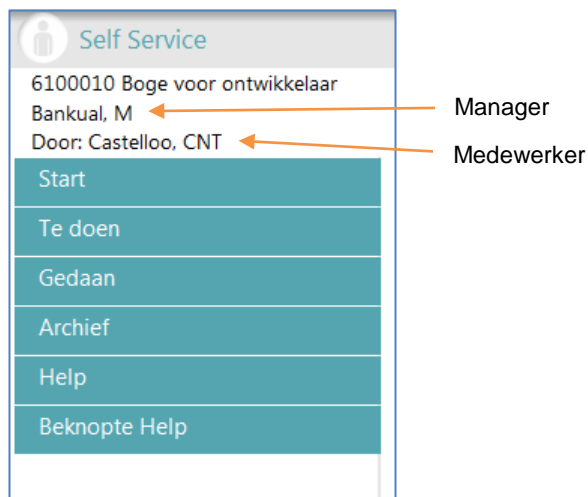 Self Service
6100010 Boge voor ontwikkelaar
Bankual, M
Manager
Door: Castelloo, CNT
Medewerker
Start
Te doen
Gedaan
Archief
Help
Beknopte Help